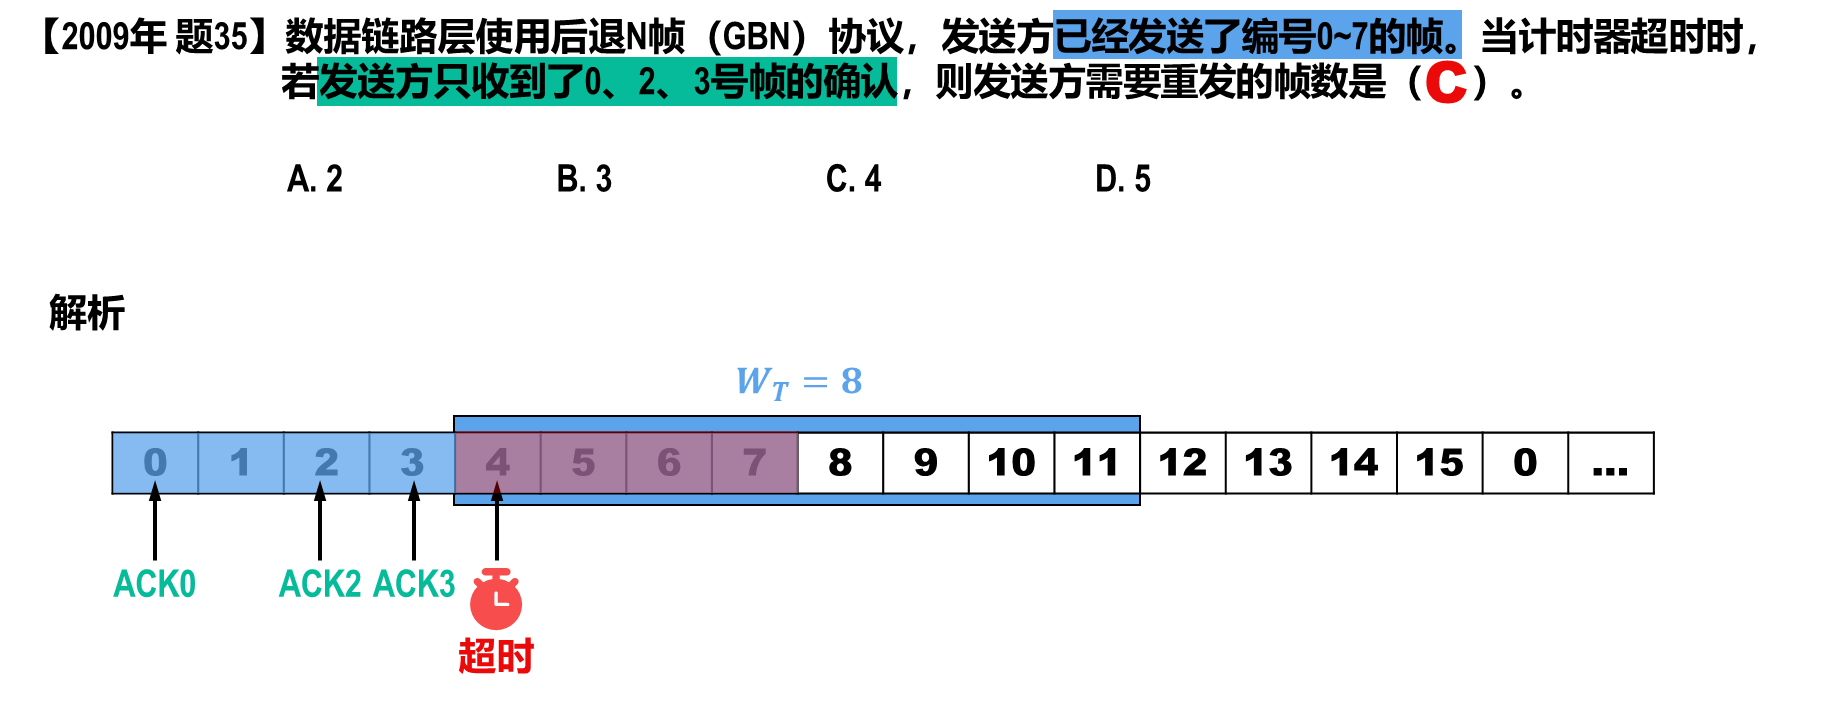 【2009年 题35】数据链路层使用后退N帧（GBN）协议，发送方已经发送了编号0~7的帧。当计时器超时时，
若发送方只收到了0、2、3号帧的确认，则发送方需要重发的帧数是（C）。
A. 2 B. 3 C. 4 D. 5
解析
W_T = 8
0 1 2 3 4 5 6 7 8 9 10 11 12 13 14 15 0 ...
ACK0 ACK2 ACK3
超时